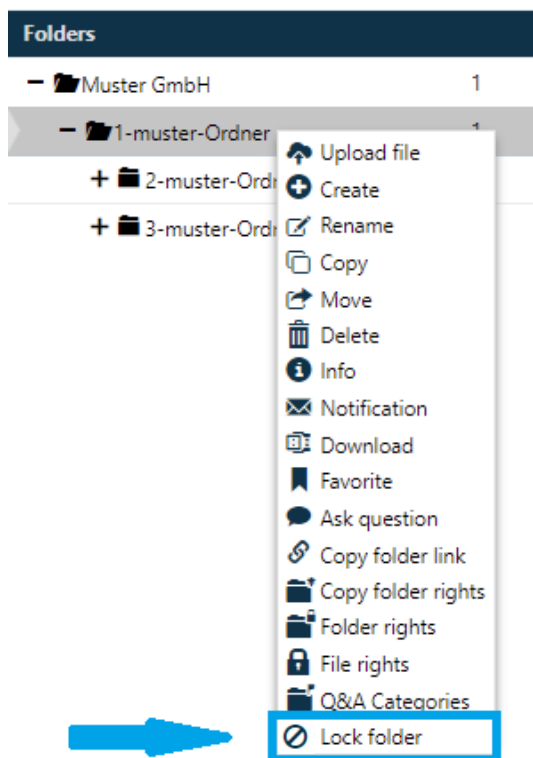 Folders
Muster GmbH 1
1-muster-Ordner 1
Upload file
2-muster-Ordn
Create
Rename
3-muster-Ordn
Copy
Move
Delete
Info
Notification
Download
Favorite
Ask question
Copy folder link
Copy folder rights
Folder rights
File rights
Q&A Categories
Lock folder